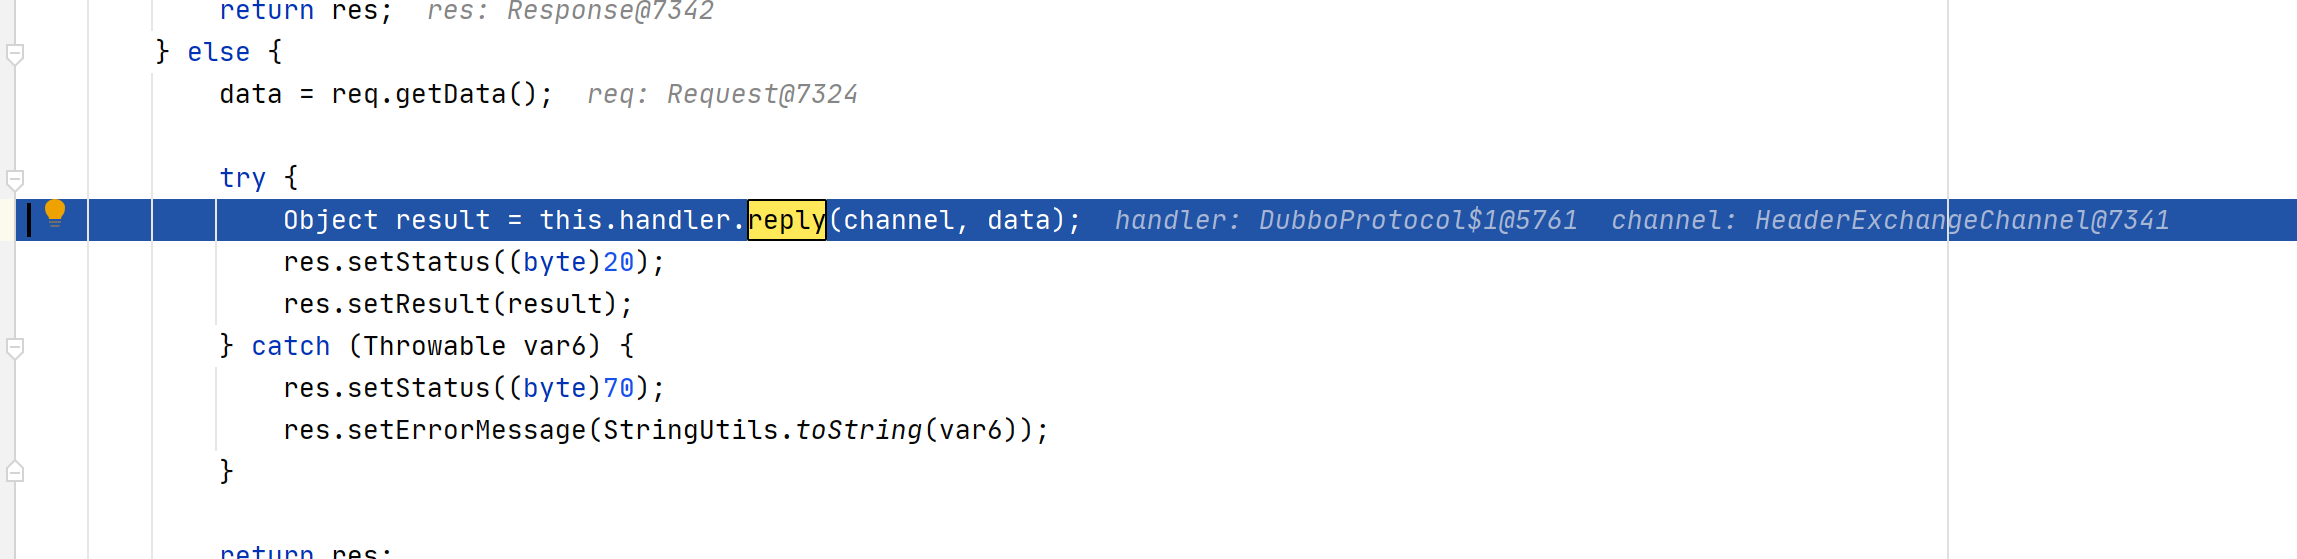 return res;  res: Response@7342
} else {
data = req.getData();  req: Request@7324
try {
Object result = this.handler.reply(channel, data);  handler: DubboProtocol$1@5761  channel: HeaderExchangeChannel@7341
res.setStatus((byte)20);
res.setResult(result);
} catch (Throwable var6) {
res.setStatus((byte)70);
res.setErrorMessage(StringUtils.toString(var6));
}
return res;